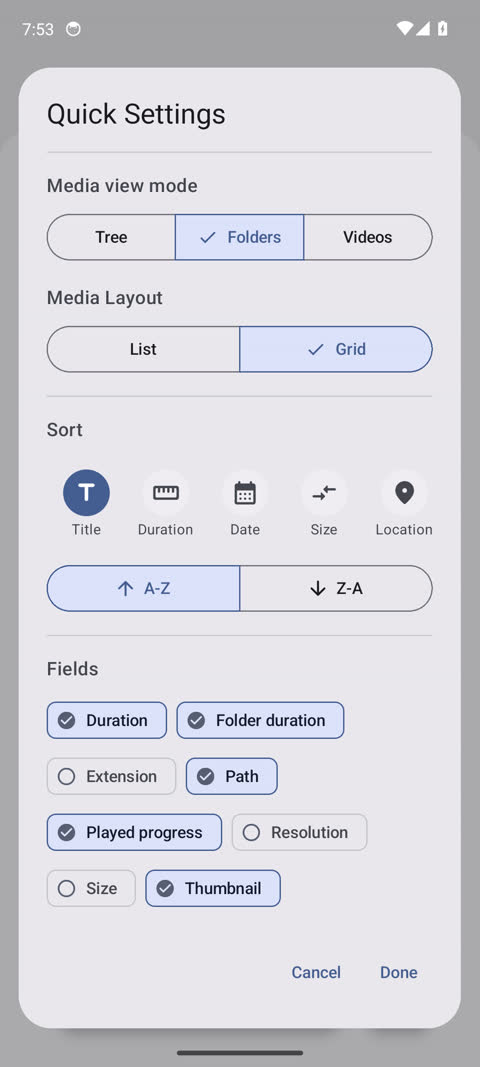 7:53
Quick Settings
Media view mode
Tree Folders Videos
Media Layout
List Grid
Sort
Title Duration Date Size Location
A-Z Z-A
Fields
Duration Folder duration
Extension Path
Played progress Resolution
Size Thumbnail
Cancel Done